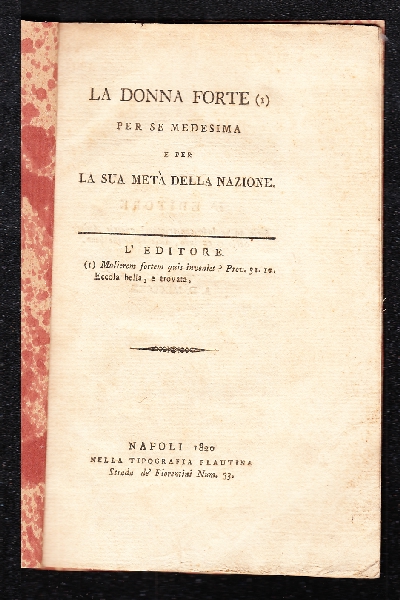 LA DONNA FORTE (1)
PER SE MEDESIMA
E PER
LA SUA METÀ DELLA NAZIONE.
L' EDITORE.
(1) Mulierem fortem quis inveniet? Prov. 31. 10.
Eccola bella, e trovata,
NAPOLI 1820
NELLA TIPOGRAFIA FLAUTINA
Strada de' Fiorentini Num. 33.